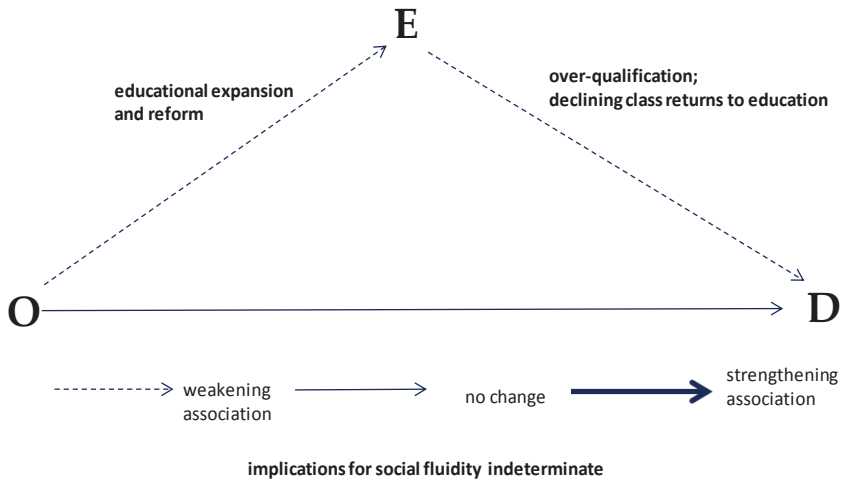 E
educational expansion
and reform
over-qualification;
declining class returns to education
O
D
weakening
association
no change
strengthening
association
implications for social fluidity indeterminate